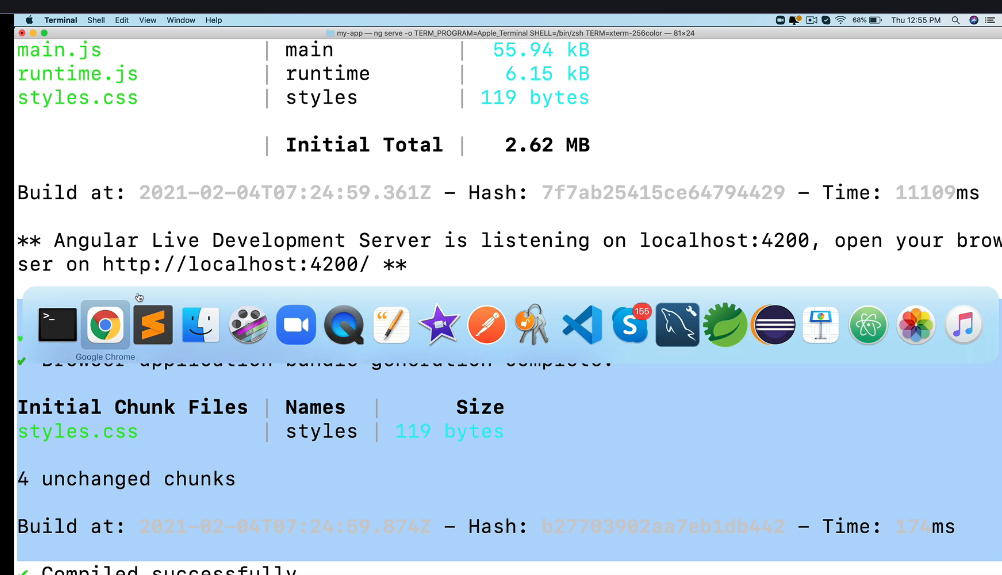 Terminal Shell Edit View Window Help 68% Thu 12:55 PM
my-app — ng serve -o TERM_PROGRAM=Apple_Terminal SHELL=/bin/zsh TERM=xterm-256color — 81×24
main.js | main | 55.94 kB
runtime.js | runtime | 6.15 kB
styles.css | styles | 119 bytes
| Initial Total | 2.62 MB
Build at: 2021-02-04T07:24:59.361Z - Hash: 7f7ab25415ce64794429 - Time: 11109ms
** Angular Live Development Server is listening on localhost:4200, open your brow
ser on http://localhost:4200/ **
155
Google Chrome
✔ Browser application bundle generation complete.
Initial Chunk Files | Names | Size
styles.css | styles | 119 bytes
4 unchanged chunks
Build at: 2021-02-04T07:24:59.874Z - Hash: b27703902aa7eb1db442 - Time: 174ms
✔ Compiled successfully